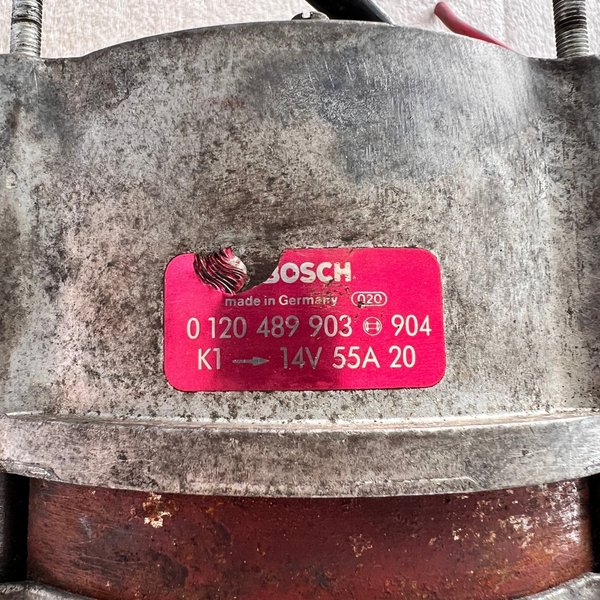 BOSCH
made in Germany 020
0 120 489 903 904
K1 → 14V 55A 20